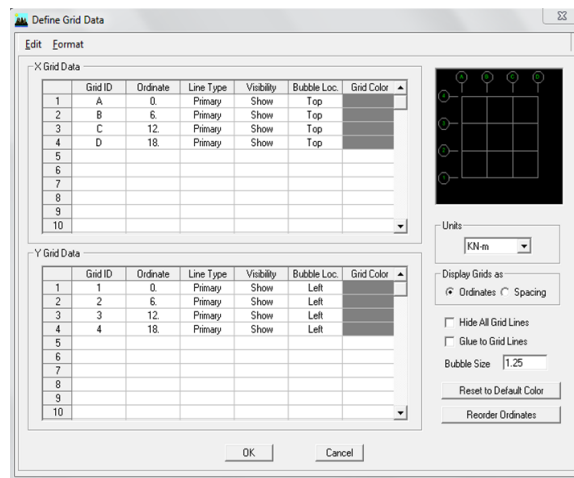 Define Grid Data
Edit Format
X Grid Data
Grid ID Ordinate Line Type Visibility Bubble Loc. Grid Color
1 A 0. Primary Show Top
2 B 6. Primary Show Top
3 C 12. Primary Show Top
4 D 18. Primary Show Top
5
6
7
8
9
10
Y Grid Data
Grid ID Ordinate Line Type Visibility Bubble Loc. Grid Color
1 1 0. Primary Show Left
2 2 6. Primary Show Left
3 3 12. Primary Show Left
4 4 18. Primary Show Left
5
6
7
8
9
10
A B C D
4
3
2
1
Units
KN-m
Display Grids as
Ordinates Spacing
Hide All Grid Lines
Glue to Grid Lines
Bubble Size 1.25
Reset to Default Color
Reorder Ordinates
OK Cancel